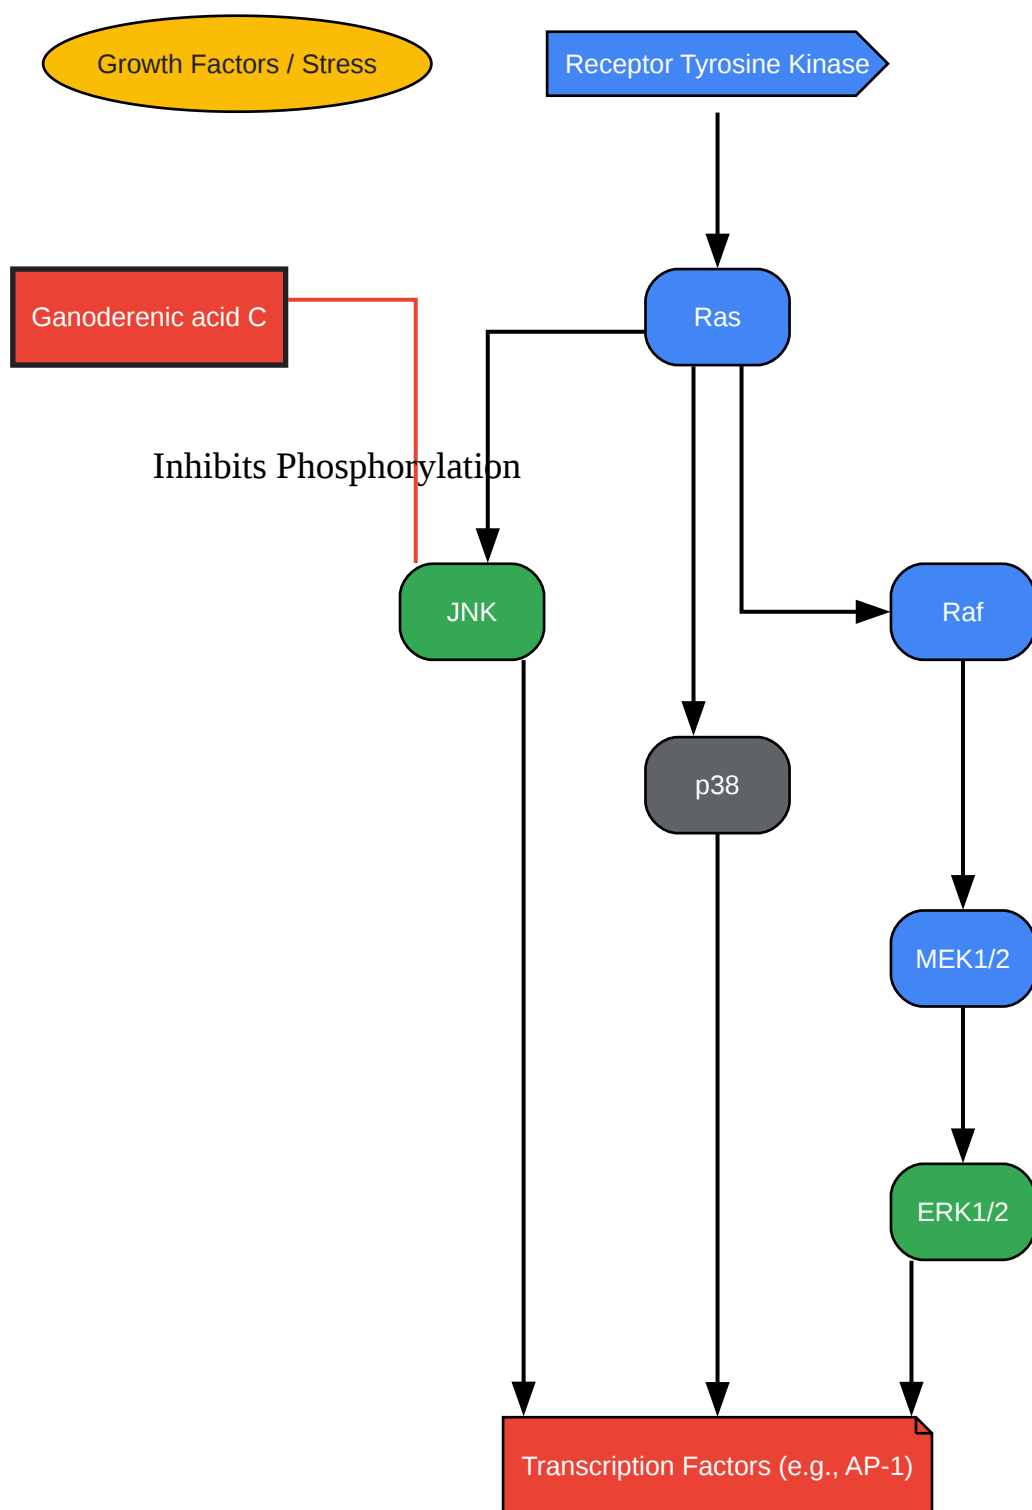 Growth Factors / Stress
Receptor Tyrosine Kinase
Ganoderenic acid C
Ras
Inhibits Phosphorylation
JNK
Raf
p38
MEK1/2
ERK1/2
Transcription Factors (e.g., AP-1)